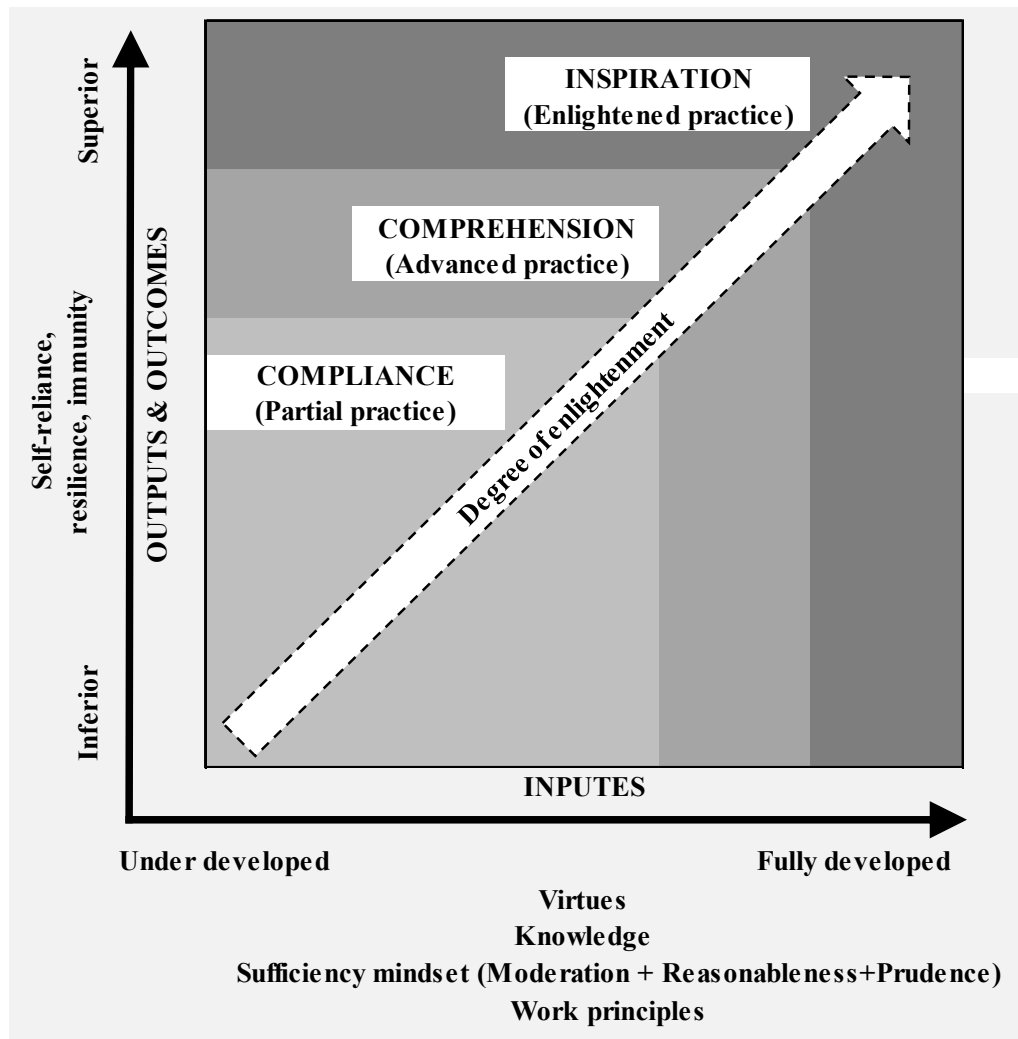 Superior
INSPIRATION
(Enlightened practice)
COMPREHENSION
(Advanced practice)
Self-reliance,
resilience, immunity
OUTPUTS & OUTCOMES
COMPLIANCE
(Partial practice)
Degree of enlightenment
Inferior
INPUTES
Under developed
Fully developed
Virtues
Knowledge
Sufficiency mindset (Moderation + Reasonableness+Prudence)
Work principles